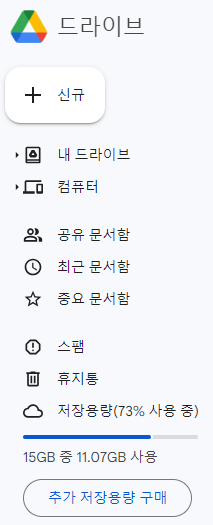 드라이브
신규
내 드라이브
컴퓨터
공유 문서함
최근 문서함
중요 문서함
스팸
휴지통
저장용량(73% 사용 중)
15GB 중 11.07GB 사용
추가 저장용량 구매